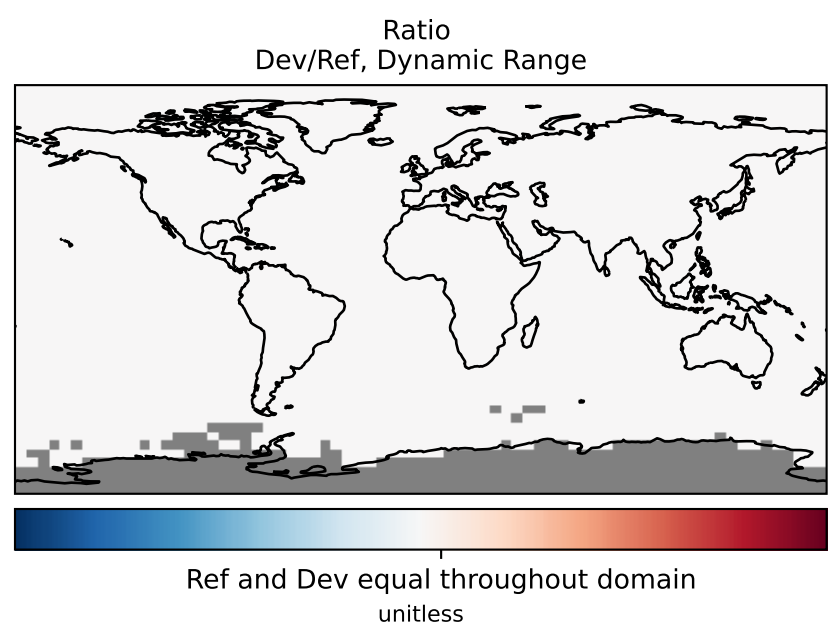 Ratio
Dev/Ref, Dynamic Range
Ref and Dev equal throughout domain
unitless